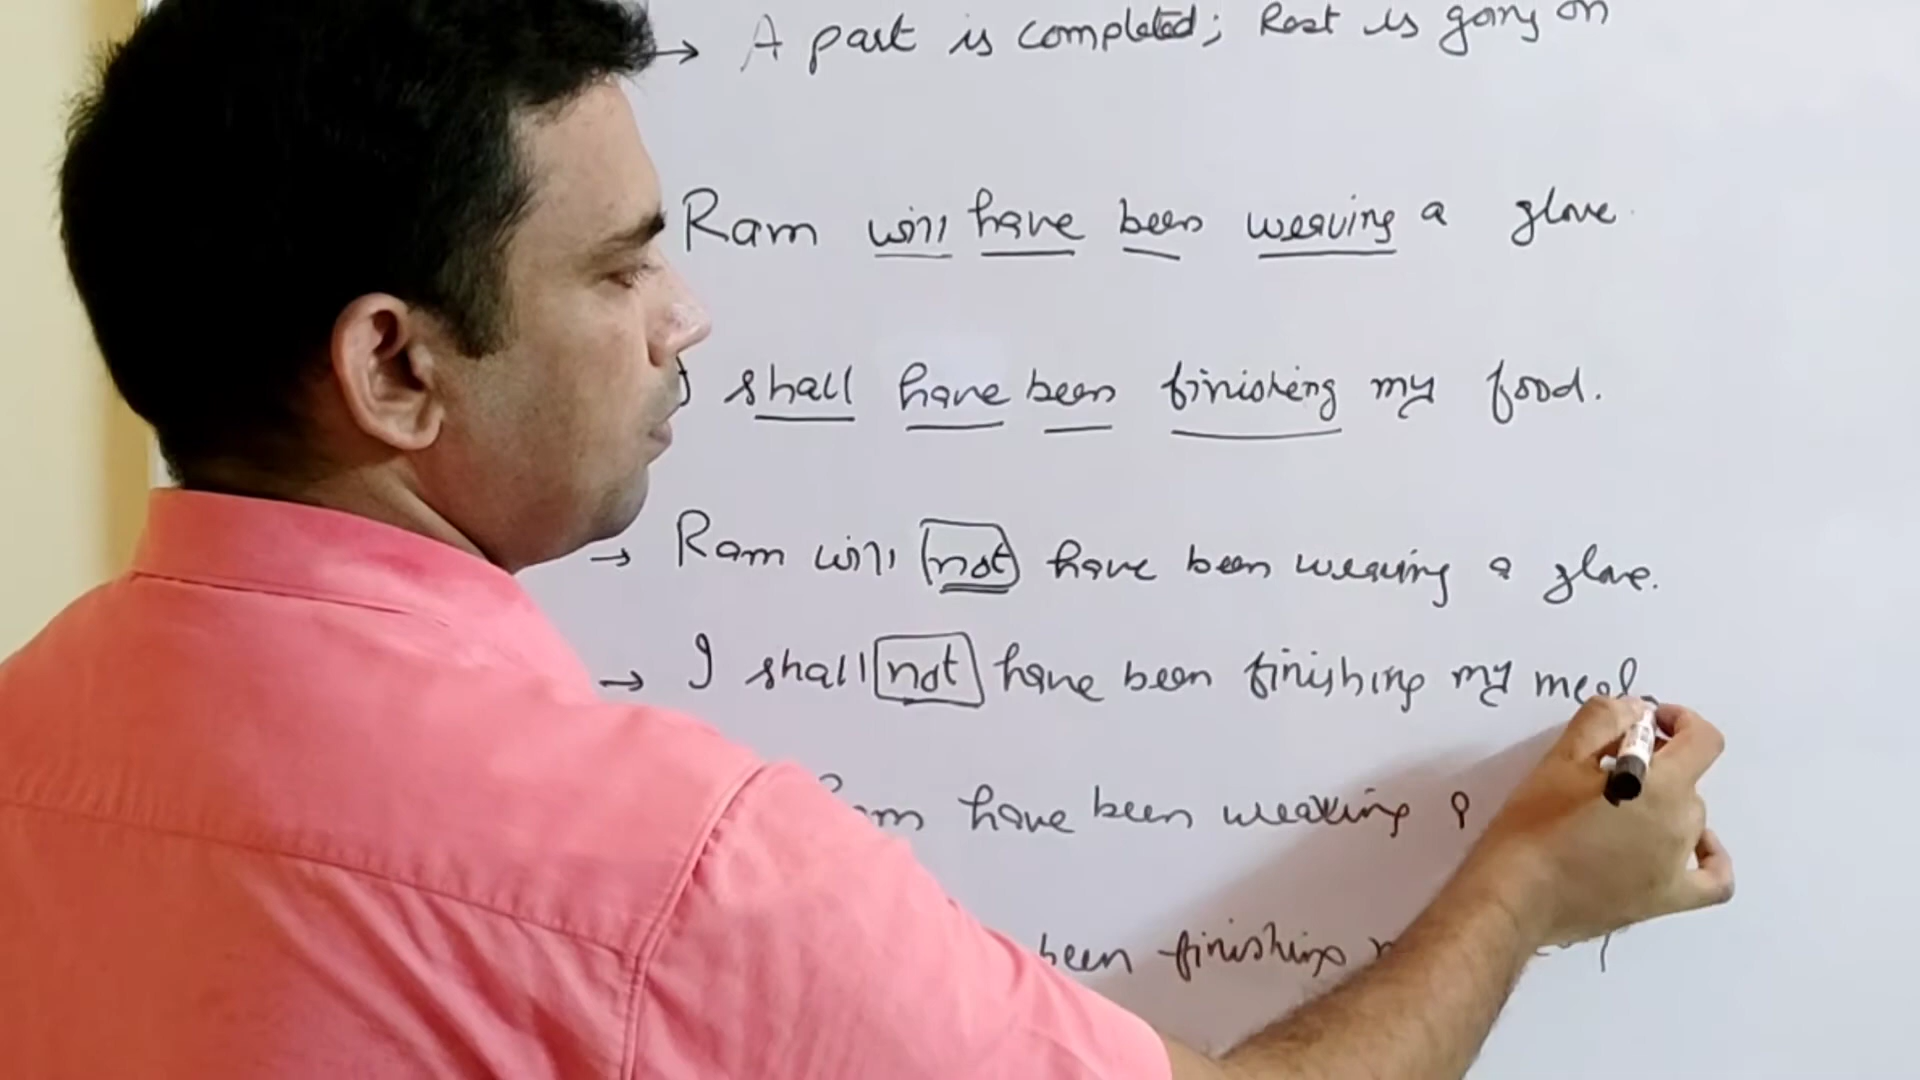 → A part is completed; Rest is going on
Ram will have been weaving a glove.
I shall have been finishing my food.
→ Ram will not have been weaving a glove.
→ I shall not have been finishing my meal
have been weaving a
been finishing